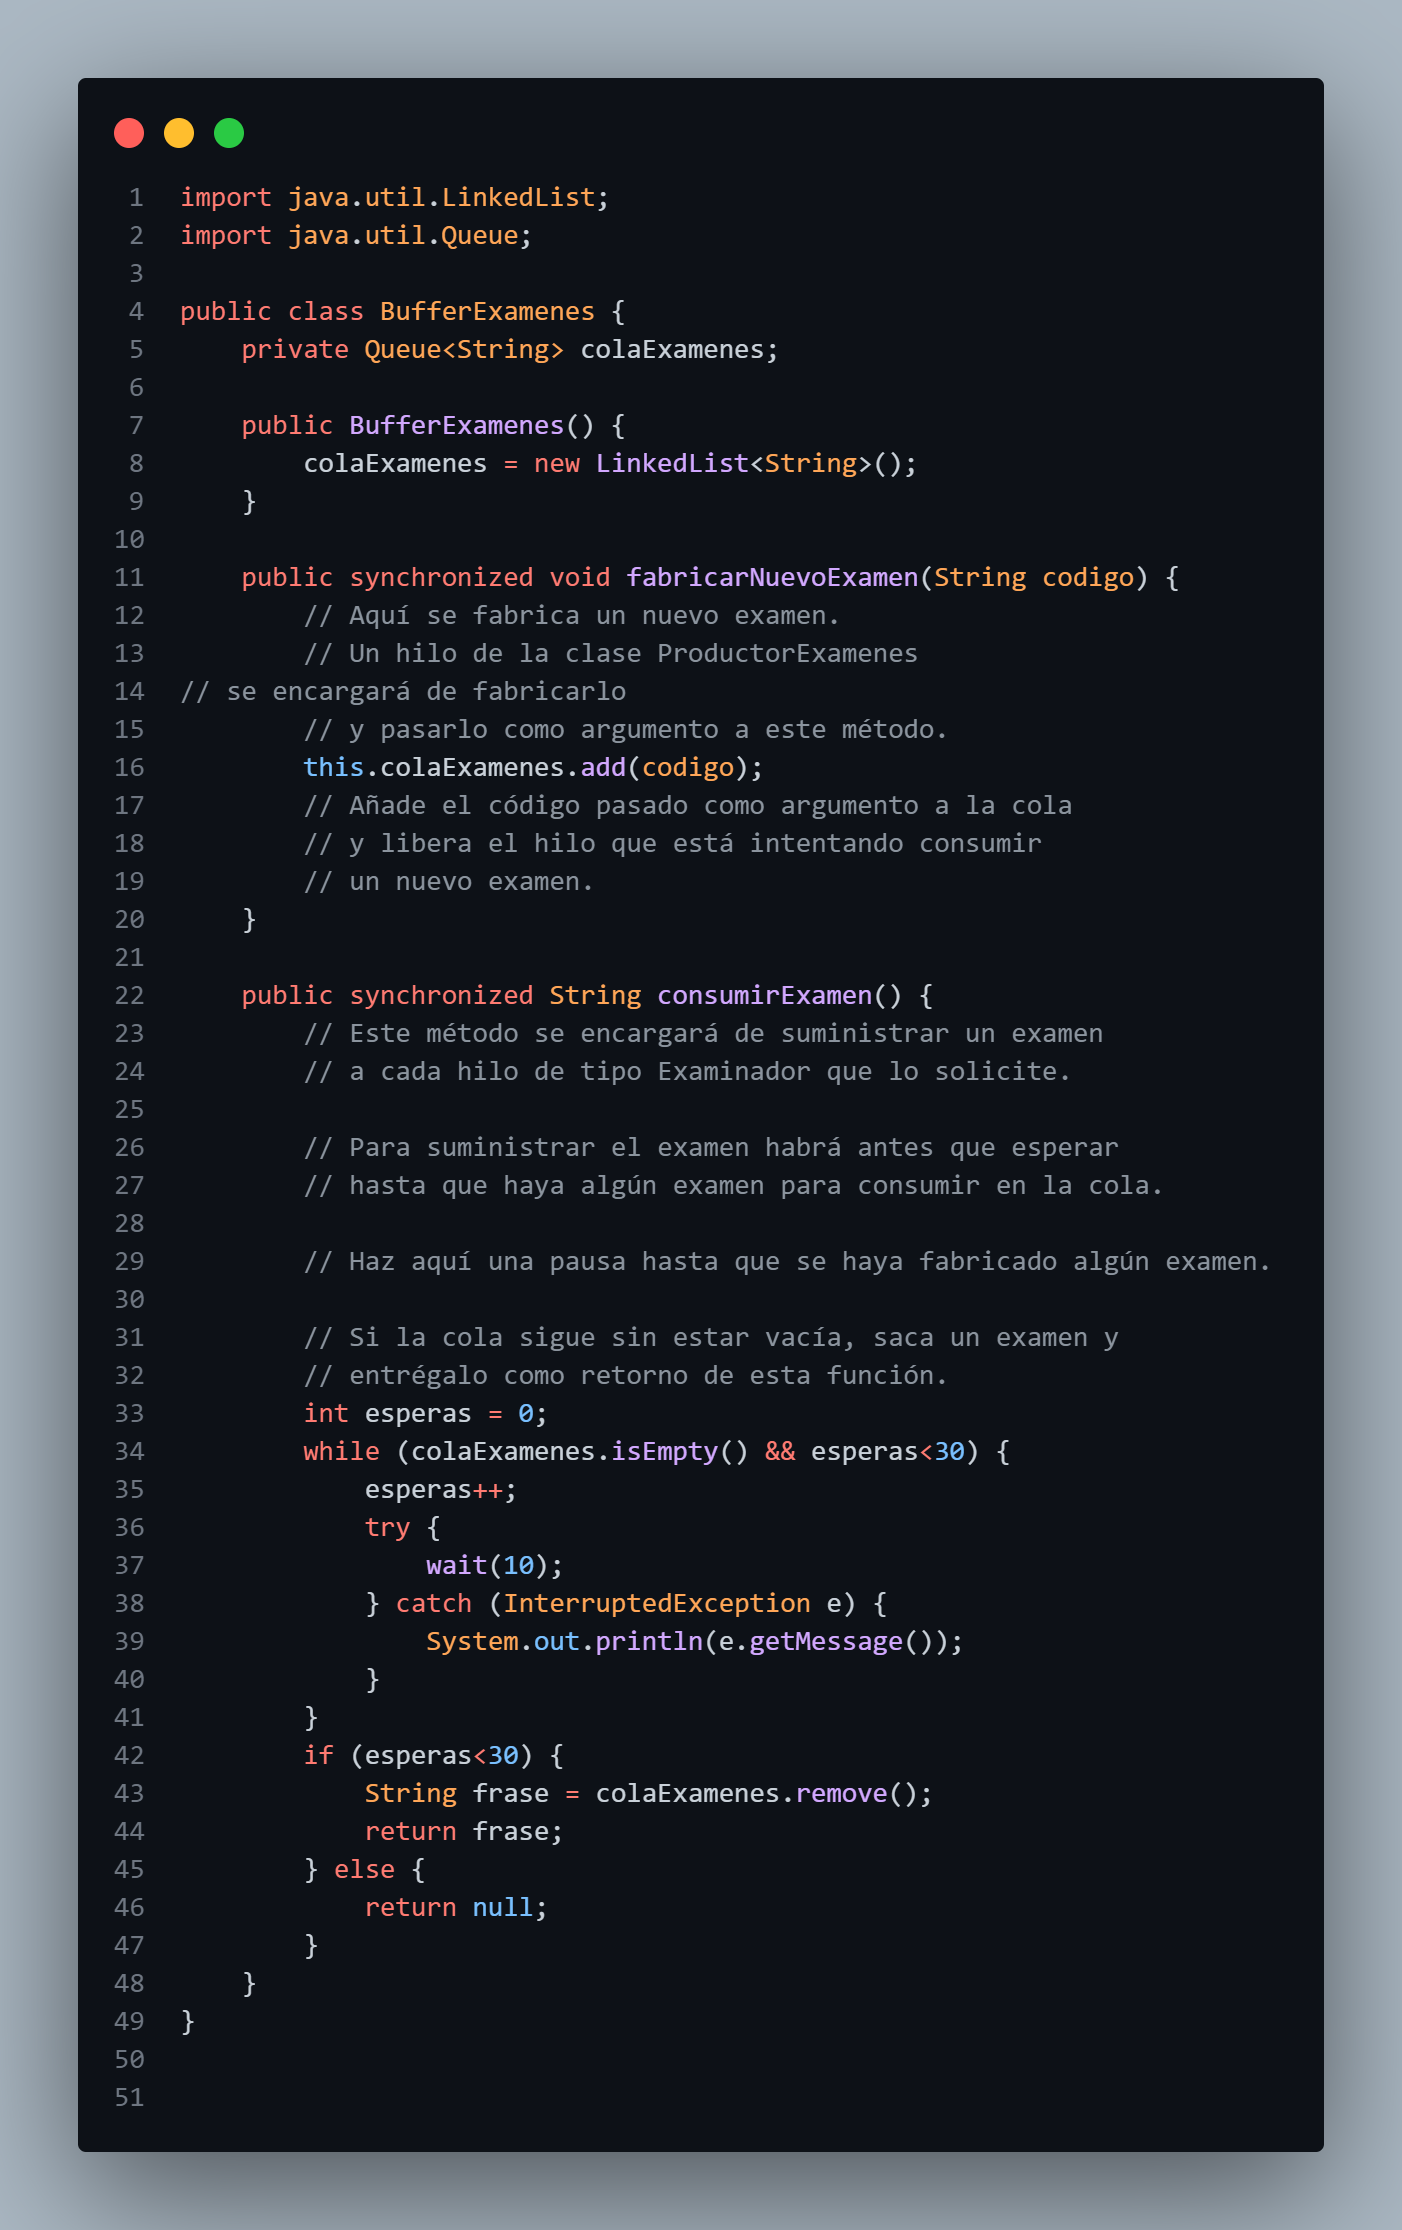 1 import java.util.LinkedList;
2 import java.util.Queue;
3
4 public class BufferExamenes {
5     private Queue<String> colaExamenes;
6
7     public BufferExamenes() {
8         colaExamenes = new LinkedList<String>();
9     }
10
11     public synchronized void fabricarNuevoExamen(String codigo) {
12         // Aquí se fabrica un nuevo examen.
13         // Un hilo de la clase ProductorExamenes
14 // se encargará de fabricarlo
15         // y pasarlo como argumento a este método.
16         this.colaExamenes.add(codigo);
17         // Añade el código pasado como argumento a la cola
18         // y libera el hilo que está intentando consumir
19         // un nuevo examen.
20     }
21
22     public synchronized String consumirExamen() {
23         // Este método se encargará de suministrar un examen
24         // a cada hilo de tipo Examinador que lo solicite.
25
26         // Para suministrar el examen habrá antes que esperar
27         // hasta que haya algún examen para consumir en la cola.
28
29         // Haz aquí una pausa hasta que se haya fabricado algún examen.
30
31         // Si la cola sigue sin estar vacía, saca un examen y
32         // entrégalo como retorno de esta función.
33         int esperas = 0;
34         while (colaExamenes.isEmpty() && esperas<30) {
35             esperas++;
36             try {
37                 wait(10);
38             } catch (InterruptedException e) {
39                 System.out.println(e.getMessage());
40             }
41         }
42         if (esperas<30) {
43             String frase = colaExamenes.remove();
44             return frase;
45         } else {
46             return null;
47         }
48     }
49 }
50
51